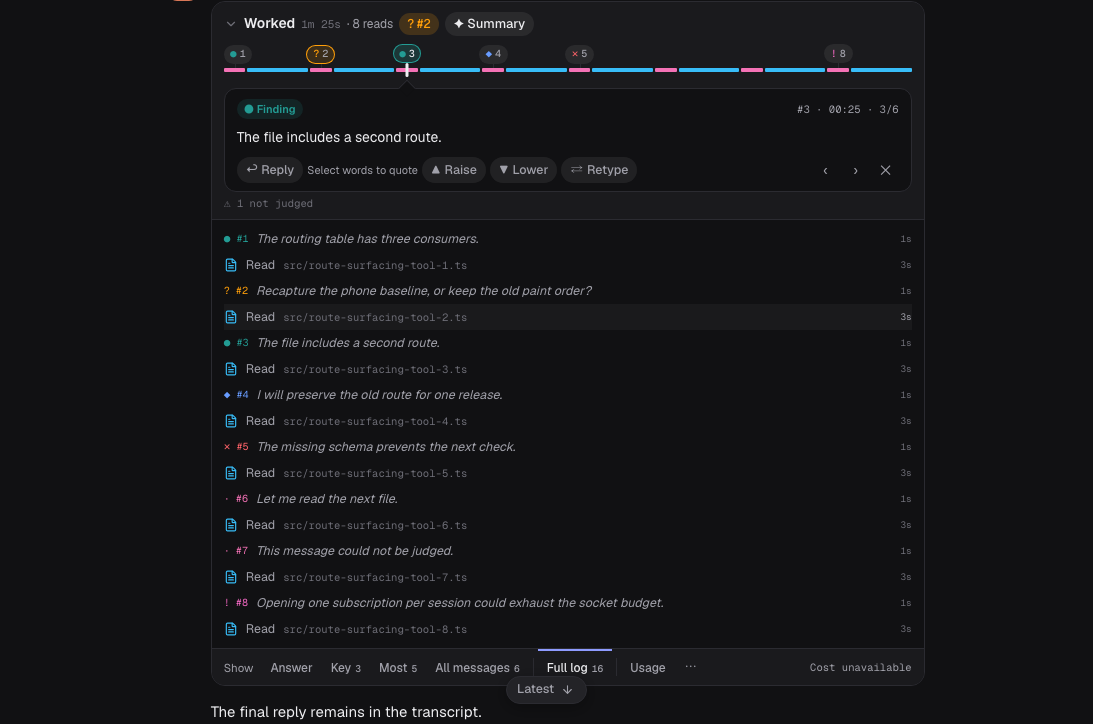 Worked 1m 25s · 8 reads ? #2 ✦ Summary
● 1 ? 2 ● 3 ◆ 4 × 5 ! 8
● Finding #3 · 00:25 · 3/6
The file includes a second route.
↩ Reply Select words to quote ▲ Raise ▼ Lower ⇄ Retype ‹ › ×
⚠ 1 not judged
● #1 The routing table has three consumers. 1s
Read src/route-surfacing-tool-1.ts 3s
? #2 Recapture the phone baseline, or keep the old paint order? 1s
Read src/route-surfacing-tool-2.ts 3s
● #3 The file includes a second route. 1s
Read src/route-surfacing-tool-3.ts 3s
◆ #4 I will preserve the old route for one release. 1s
Read src/route-surfacing-tool-4.ts 3s
× #5 The missing schema prevents the next check. 1s
Read src/route-surfacing-tool-5.ts 3s
· #6 Let me read the next file. 1s
Read src/route-surfacing-tool-6.ts 3s
· #7 This message could not be judged. 1s
Read src/route-surfacing-tool-7.ts 3s
! #8 Opening one subscription per session could exhaust the socket budget. 1s
Read src/route-surfacing-tool-8.ts 3s
Show Answer Key 3 Most 5 All messages 6 Full log 16 Usage ··· Cost unavailable
Latest ↓
The final reply remains in the transcript.